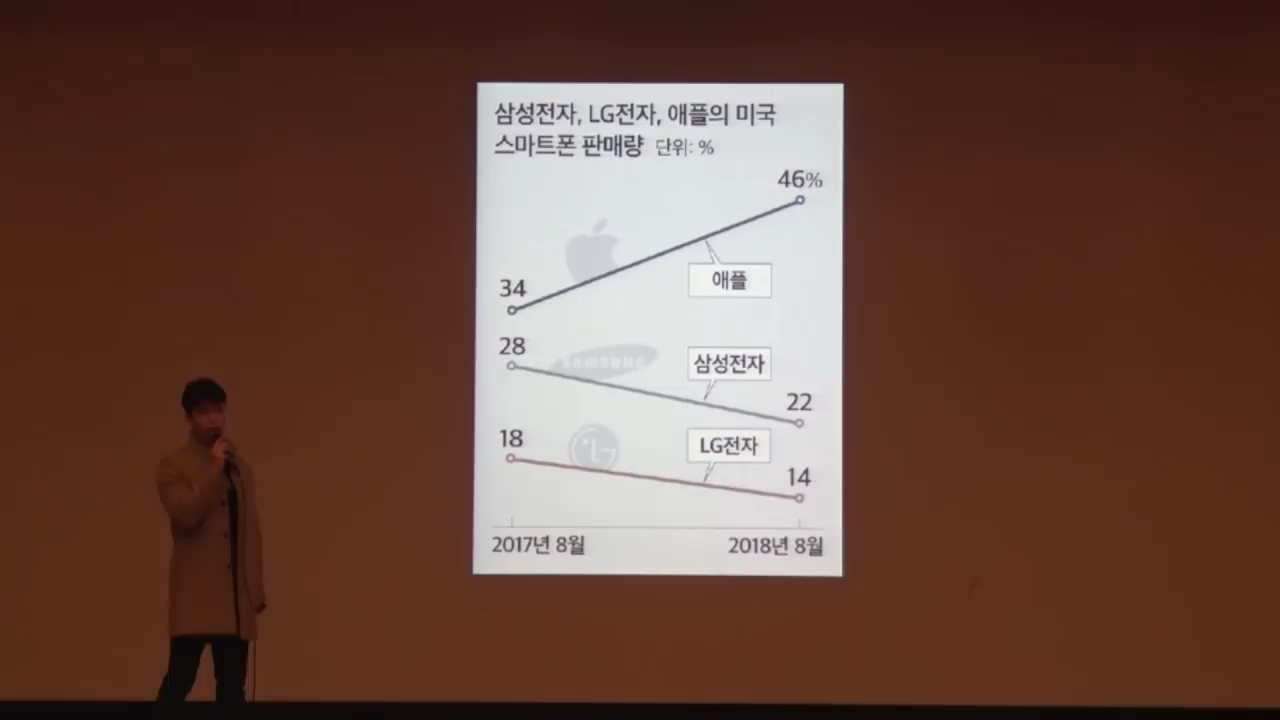 삼성전자, LG전자, 애플의 미국
스마트폰 판매량 단위: %
46%
34
애플
28
SAMSUNG
삼성전자
22
18
LG전자
14
2017년 8월
2018년 8월